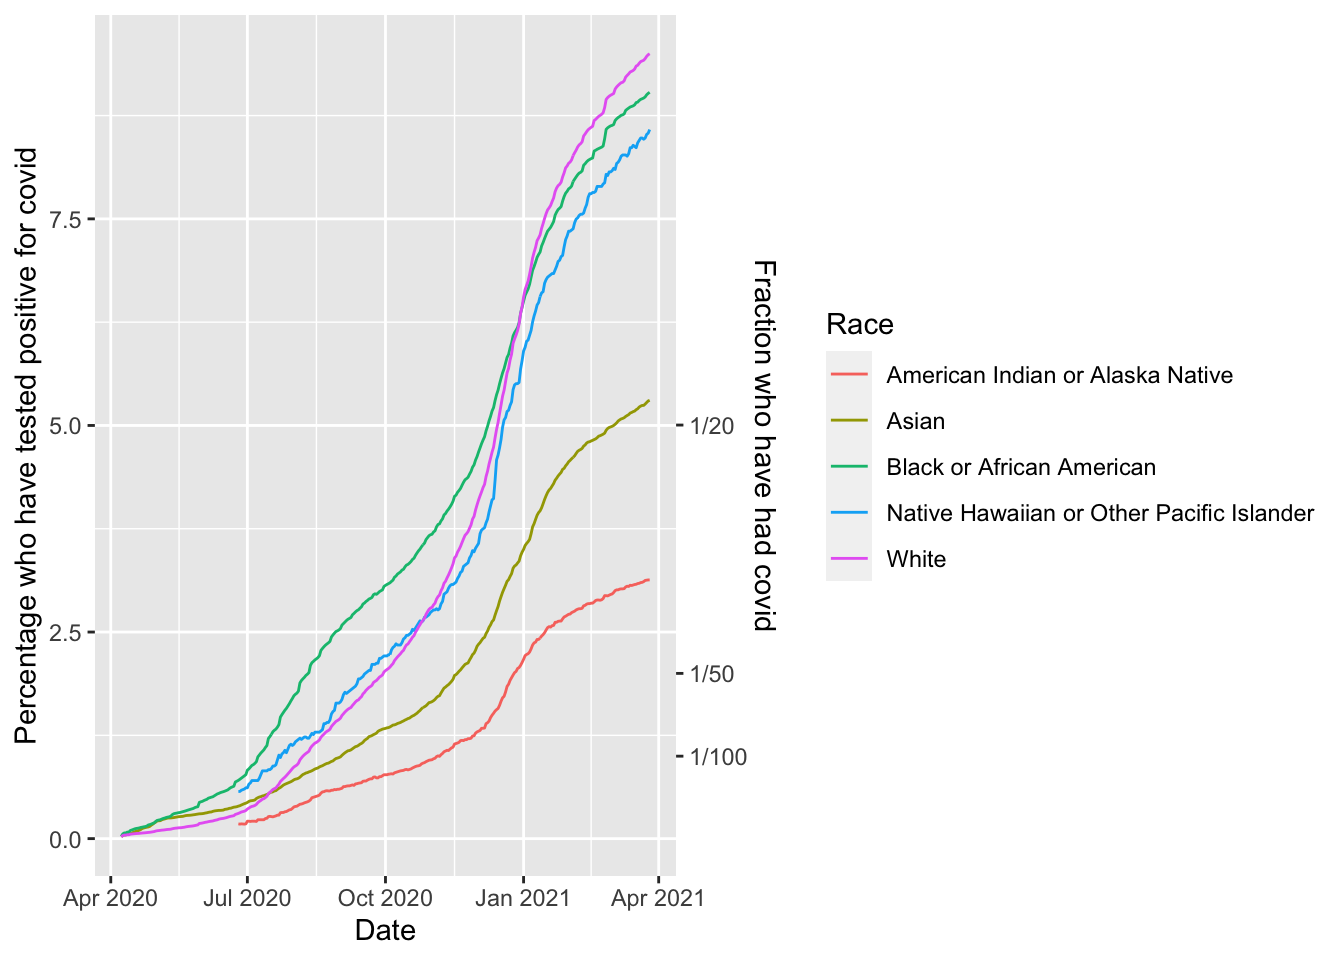 Percentage who have tested positive for covid
7.5
5.0
2.5
0.0
Apr 2020
Jul 2020
Oct 2020
Jan 2021
Apr 2021
Date
1/20
1/50
1/100
Fraction who have had covid
Race
American Indian or Alaska Native
Asian
Black or African American
Native Hawaiian or Other Pacific Islander
White